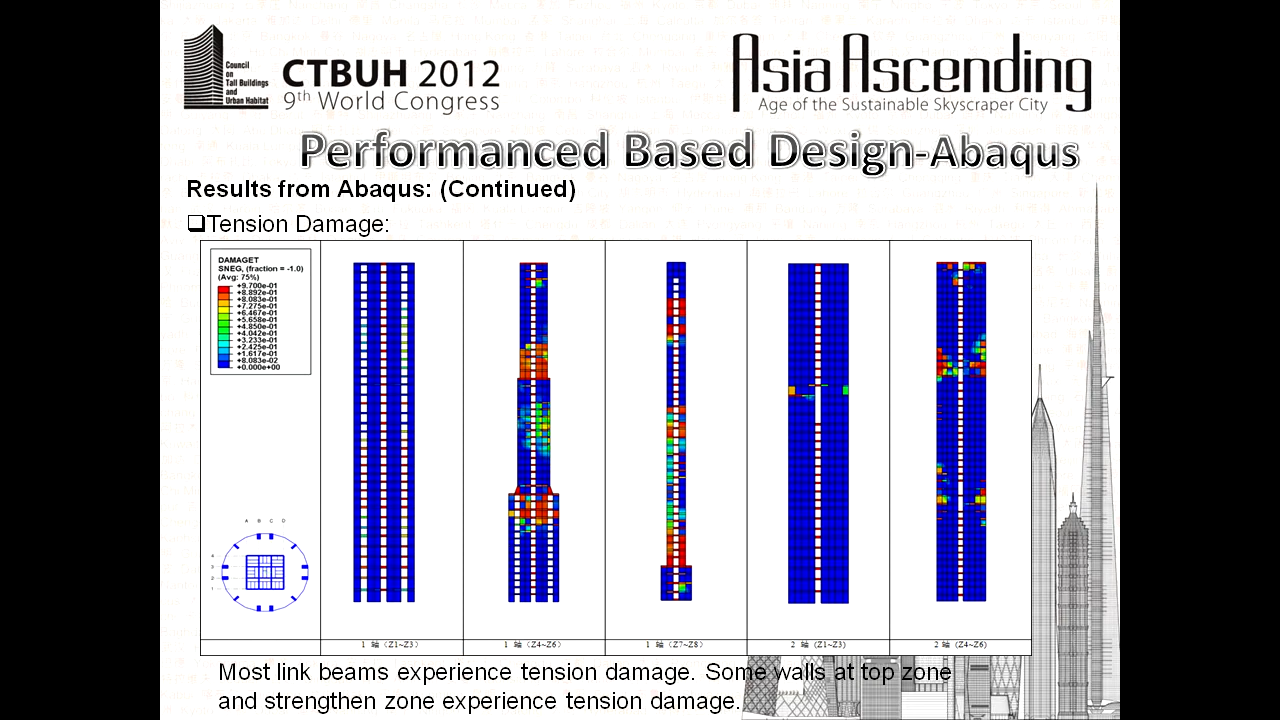 Council
on
Tall Buildings
and
Urban Habitat
CTBUH 2012
9th World Congress
Asia Ascending
Age of the Sustainable Skyscraper City
Performanced Based Design-Abaqus
Results from Abaqus: (Continued)
❑Tension Damage:
DAMAGET
SNEG, (fraction = -1.0)
(Avg: 75%)
+9.700e-01
+8.892e-01
+8.083e-01
+7.275e-01
+6.467e-01
+5.658e-01
+4.850e-01
+4.042e-01
+3.233e-01
+2.425e-01
+1.617e-01
+8.083e-02
+0.000e+00
A B C D
4
3
2
1
1 轴 (Z1~Z3)
1 轴 (Z4~Z6)
1 轴 (Z7~Z8)
2 轴 (Z1~Z3)
2 轴 (Z4~Z6)
Most link beams experience tension damage. Some walls at top zone
and strengthen zone experience tension damage.